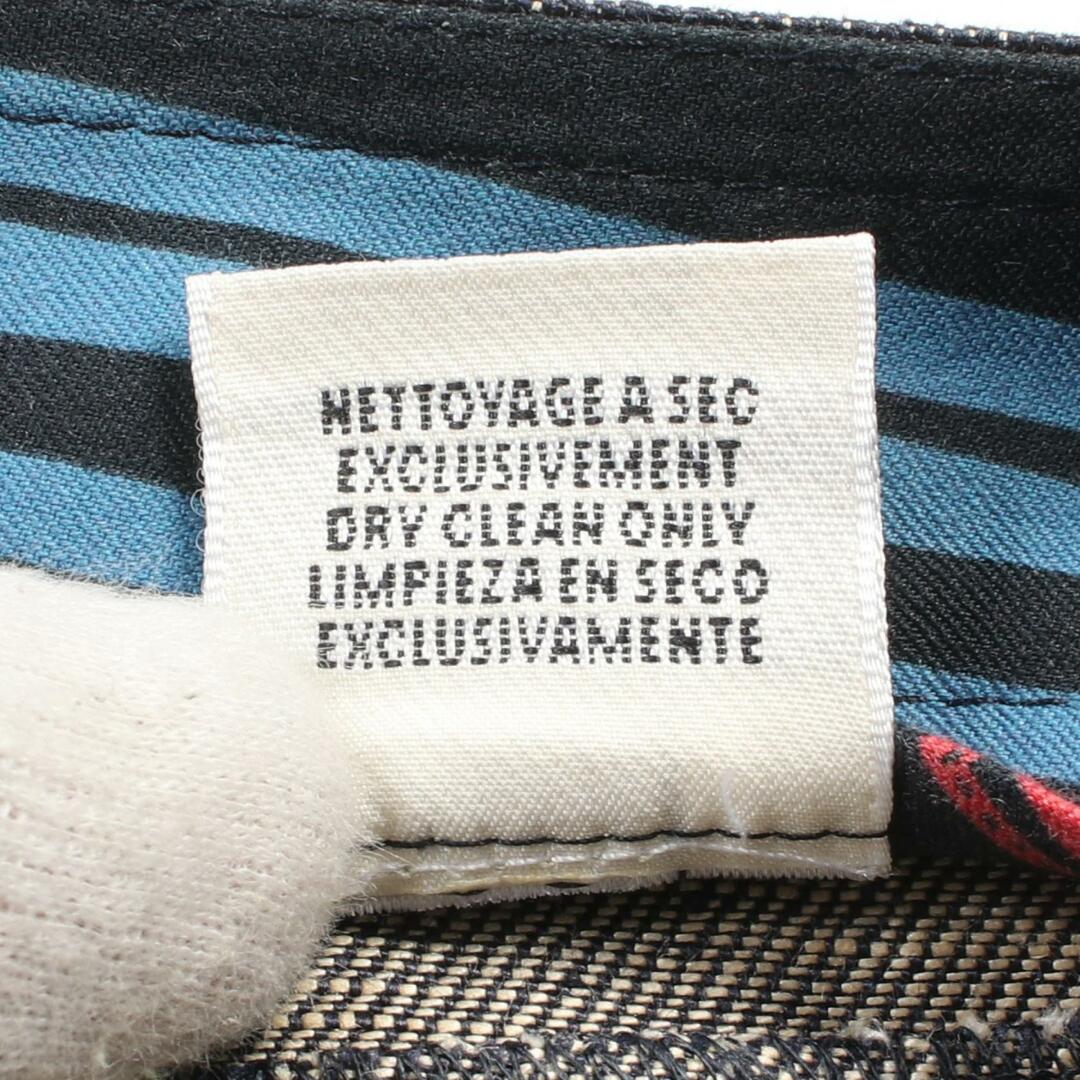 NETTOYAGE A SEC
EXCLUSIVEMENT
DRY CLEAN ONLY
LIMPIEZA EN SECO
EXCLUSIVAMENTE